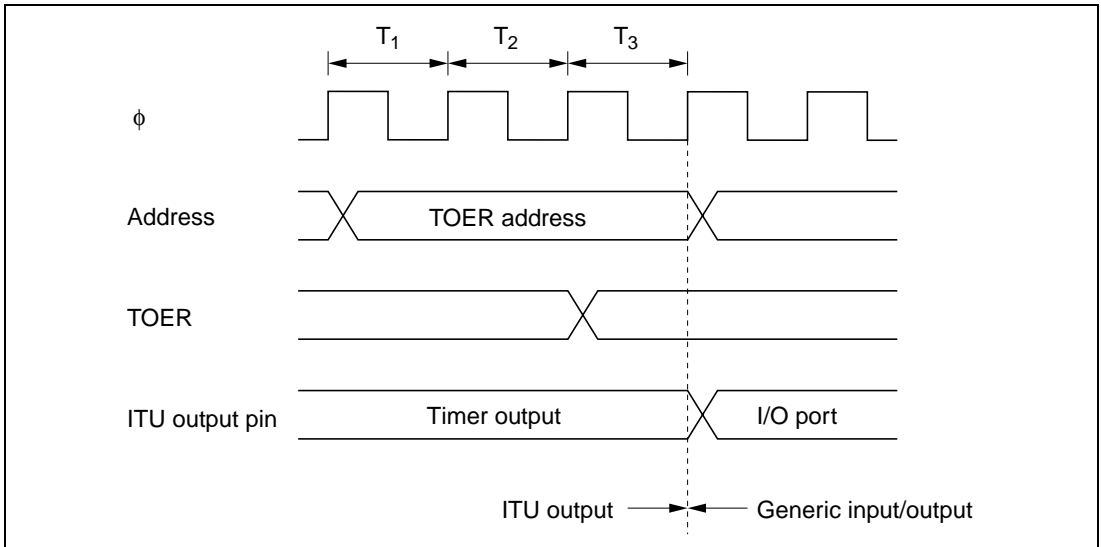 T1 T2 T3
φ
Address TOER address
TOER
ITU output pin Timer output I/O port
ITU output Generic input/output